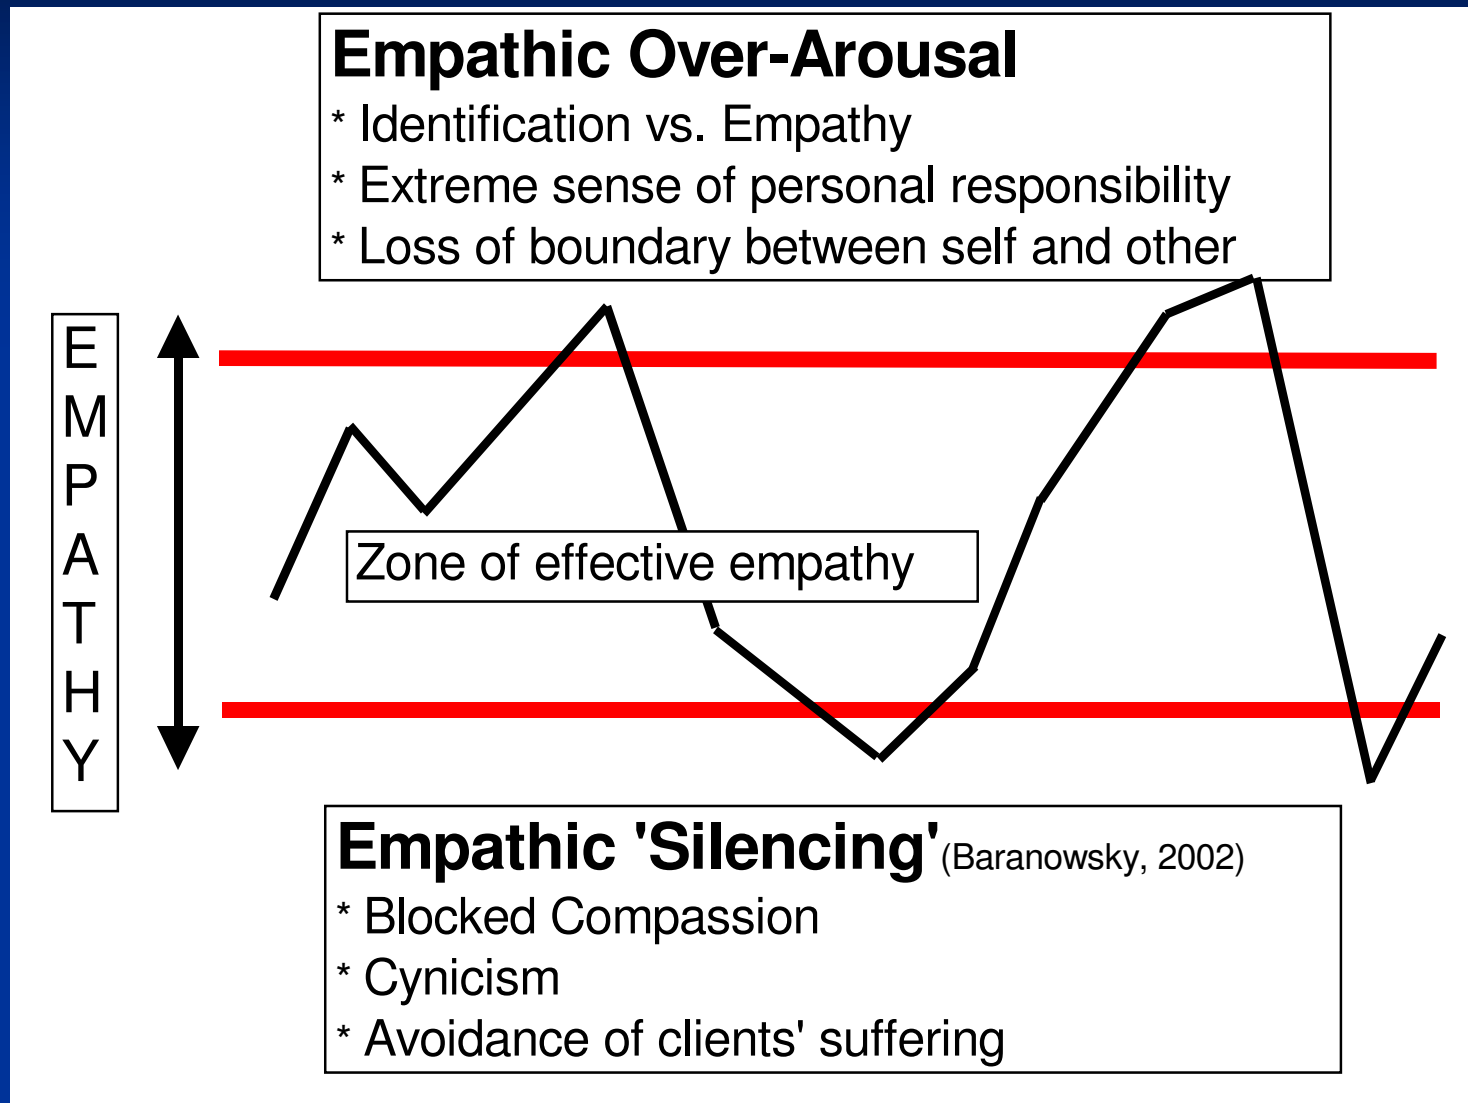 Empathic Over-Arousal
* Identification vs. Empathy
* Extreme sense of personal responsibility
* Loss of boundary between self and other
E
M
P
A
T
H
Y
Zone of effective empathy
Empathic 'Silencing'(Baranowsky, 2002)
* Blocked Compassion
* Cynicism
* Avoidance of clients' suffering